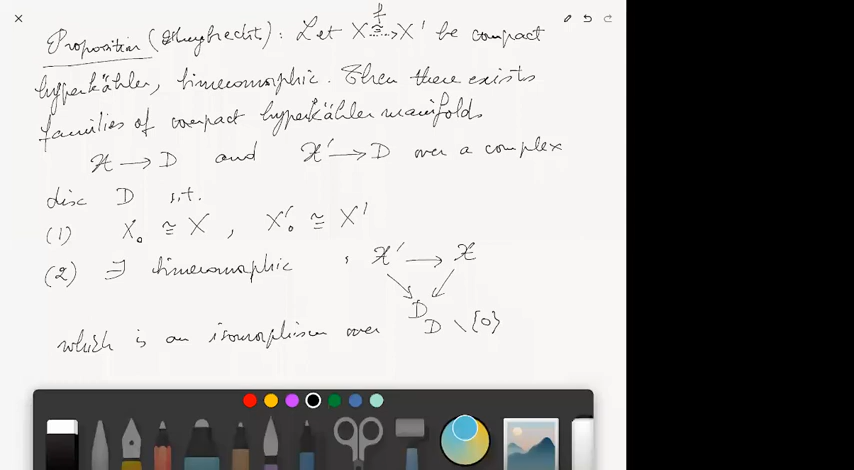 Proposition (Huybrechts): Let X ⇢ X' be compact
hyperkähler, bimeromorphic. Then there exists
families of compact hyperkähler manifolds
𝒳 → D and 𝒳' → D over a complex
disc D s.t.
(1) X₀ ≅ X , X'₀ ≅ X'
(2) ∃ bimeromorphic 𝒳' → 𝒳
D
which is an isomorphism over D \ {0}